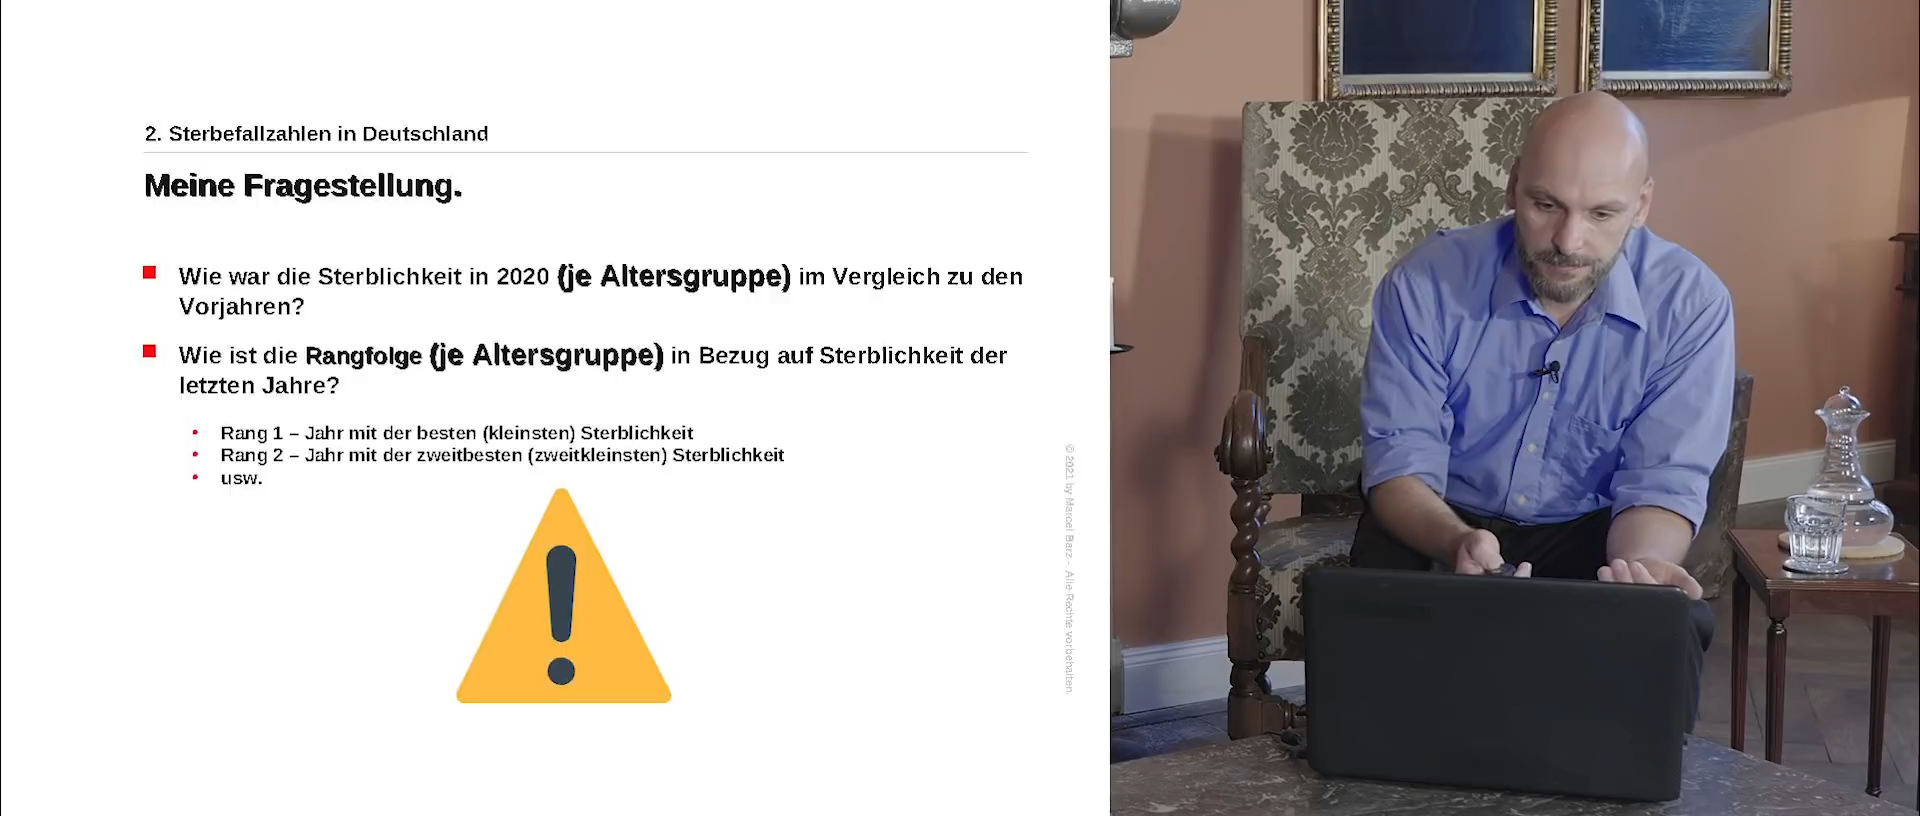 2. Sterbefallzahlen in Deutschland
Meine Fragestellung.
Wie war die Sterblichkeit in 2020 (je Altersgruppe) im Vergleich zu den
Vorjahren?
Wie ist die Rangfolge (je Altersgruppe) in Bezug auf Sterblichkeit der
letzten Jahre?
Rang 1 – Jahr mit der besten (kleinsten) Sterblichkeit
Rang 2 – Jahr mit der zweitbesten (zweitkleinsten) Sterblichkeit
usw.
© 2021 by Marcel Barz - Alle Rechte vorbehalten.